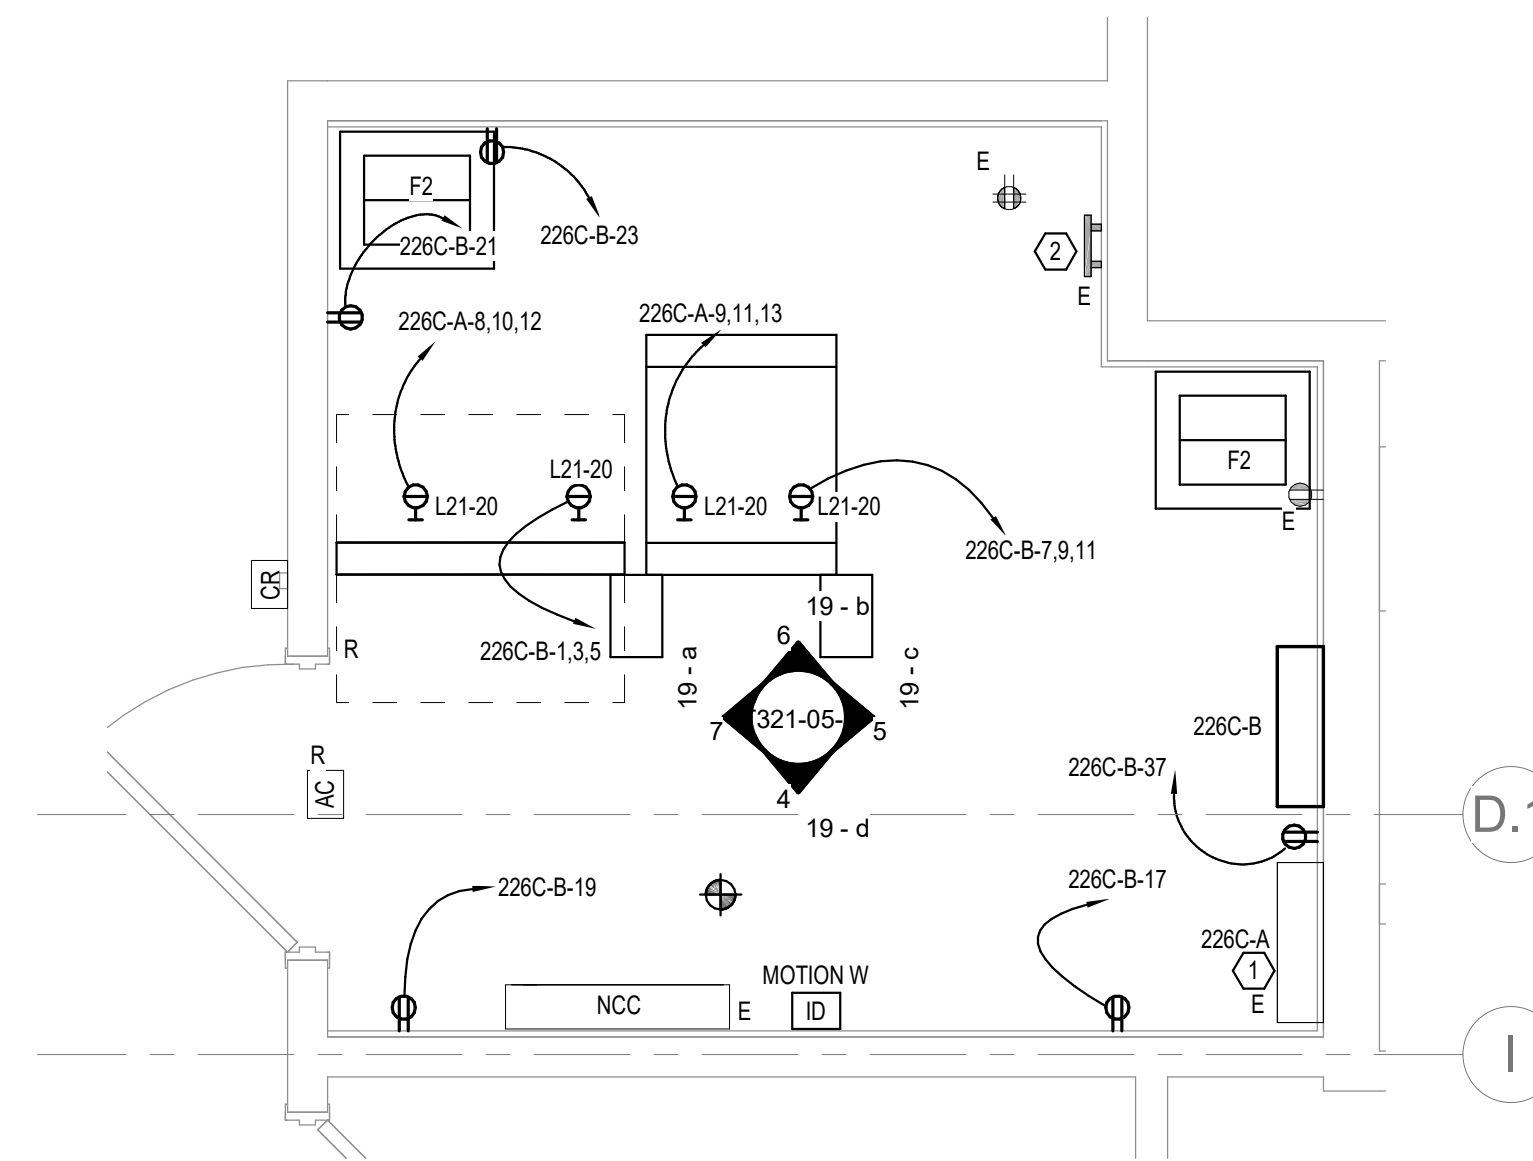 E
F2
226C-B-23
226C-B-21
2
E
226C-A-9,11,13
226C-A-8,10,12
L21-20
F2
L21-20
L21-20
L21-20
E
226C-B-7,9,11
CR
19 - b
6
R
226C-B-1,3,5
19 - a
19 - c
321-05-
7
5
226C-B
R
226C-B-37
AC
4
D.1
19 - d
226C-B-19
226C-B-17
226C-A
1
MOTION W
NCC
E
ID
E
I